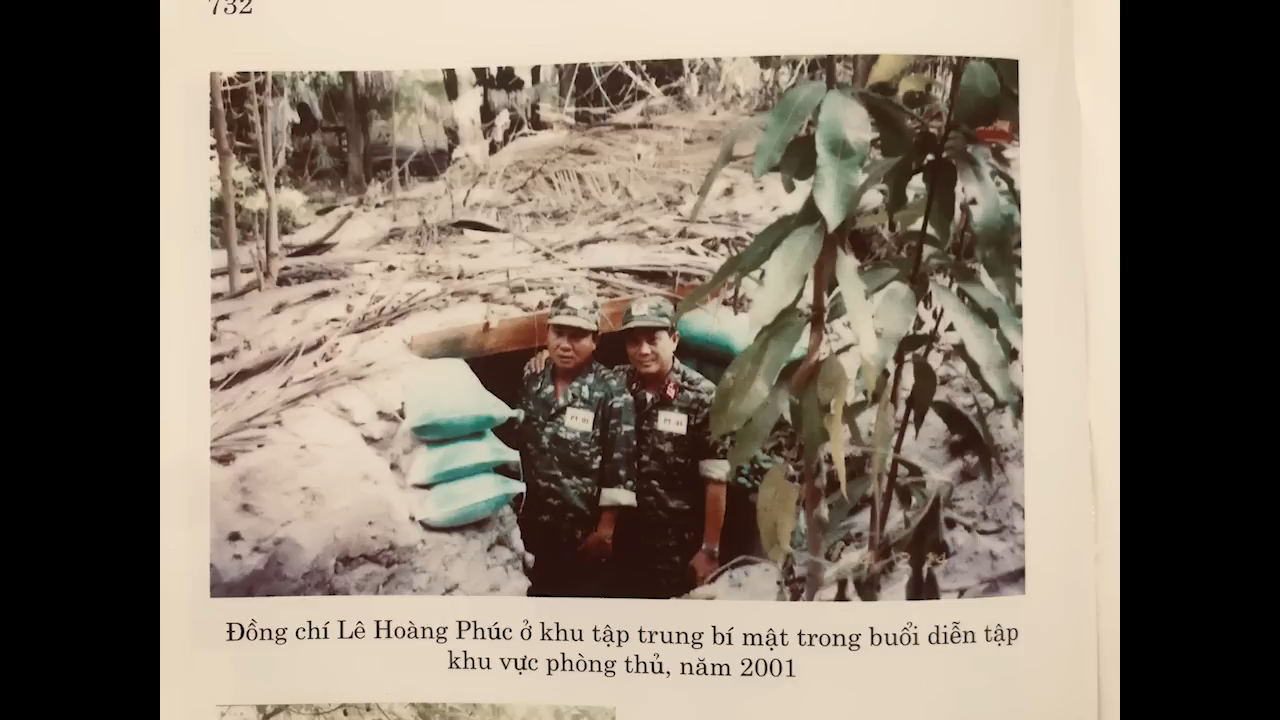 732
Đồng chí Lê Hoàng Phúc ở khu tập trung bí mật trong buổi diễn tập
khu vực phòng thủ, năm 2001